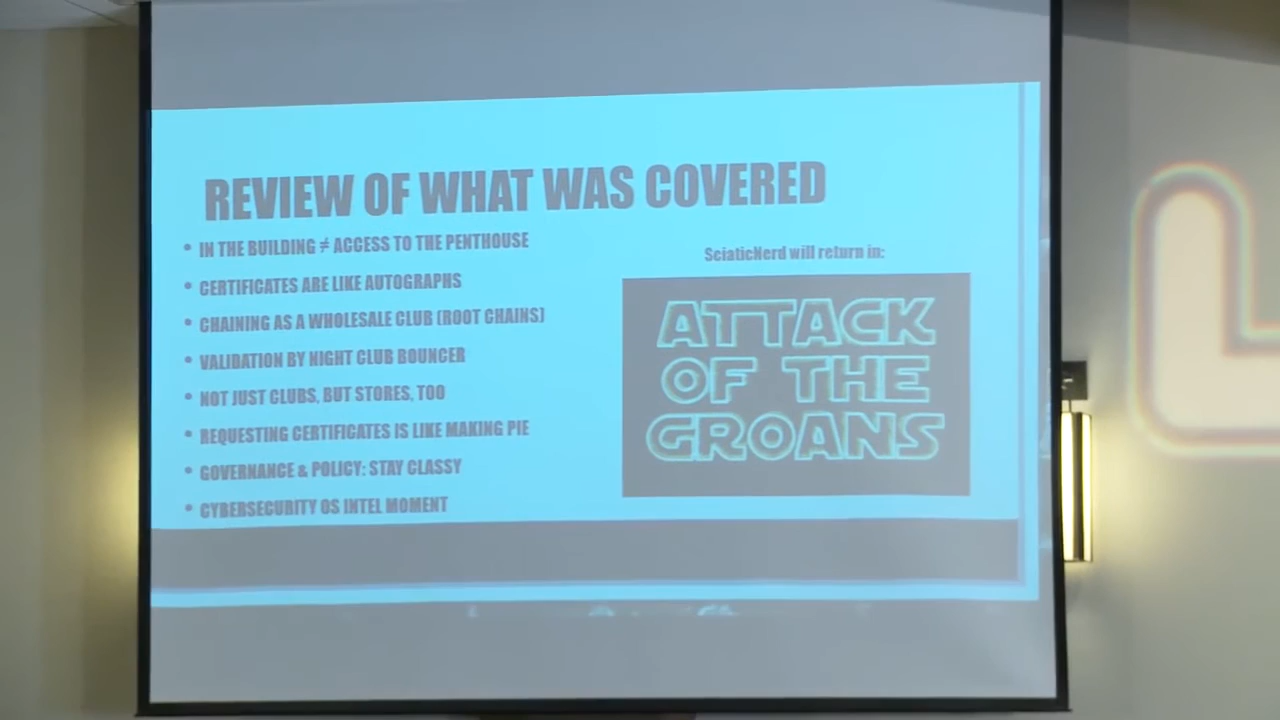 REVIEW OF WHAT WAS COVERED
• IN THE BUILDING ≠ ACCESS TO THE PENTHOUSE
• CERTIFICATES ARE LIKE AUTOGRAPHS
• CHAINING AS A WHOLESALE CLUB (ROOT CHAINS)
• VALIDATION BY NIGHT CLUB BOUNCER
• NOT JUST CLUBS, BUT STORES, TOO
• REQUESTING CERTIFICATES IS LIKE MAKING PIE
• GOVERNANCE & POLICY: STAY CLASSY
• CYBERSECURITY OS INTEL MOMENT
SciaticNerd will return in:
ATTACK
OF THE
GROANS